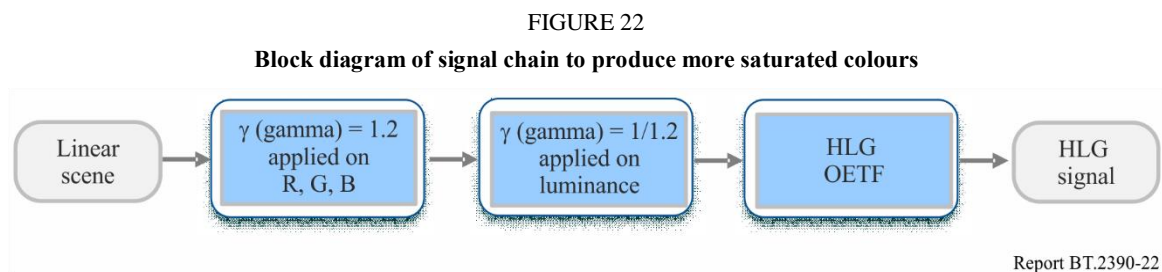 FIGURE 22
Block diagram of signal chain to produce more saturated colours
Linear
scene
γ (gamma) = 1.2
applied on
R, G, B
γ (gamma) = 1/1.2
applied on
luminance
HLG
OETF
HLG
signal
Report BT.2390-22